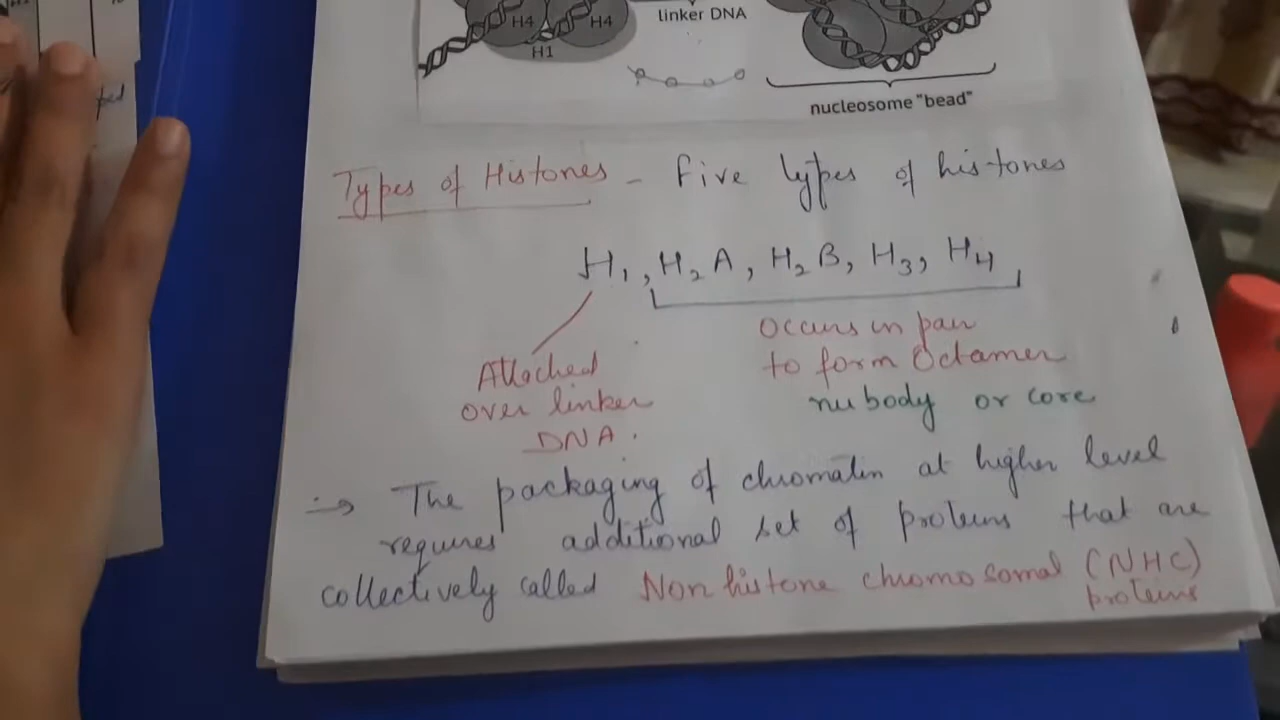 H4 H4 linker DNA
H1
nucleosome "bead"
Types of Histones - Five types of histones
H1, H2A, H2B, H3, H4
Attached
over linker
DNA.
Occurs in pair
to form Octamer
nu body or core
→ The packaging of chromatin at higher level
requires additional set of proteins that are
collectively called Non histone chromosomal (NHC)
proteins